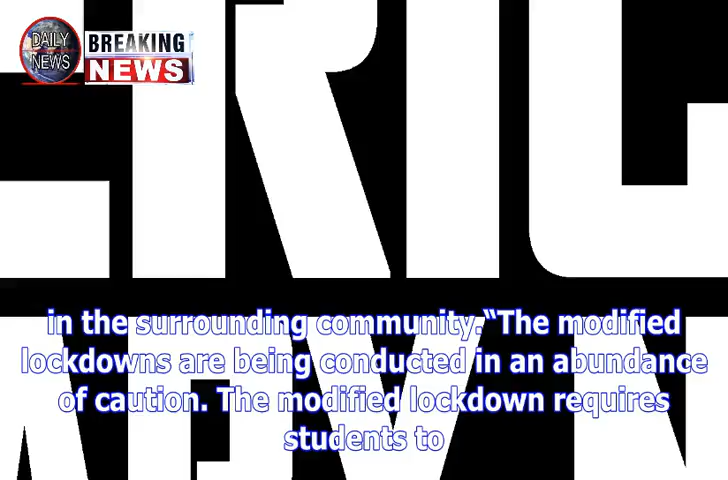 DAILY
NEWS
BREAKING
NEWS
in the surrounding community.“The modified
lockdowns are being conducted in an abundance
of caution. The modified lockdown requires
students to